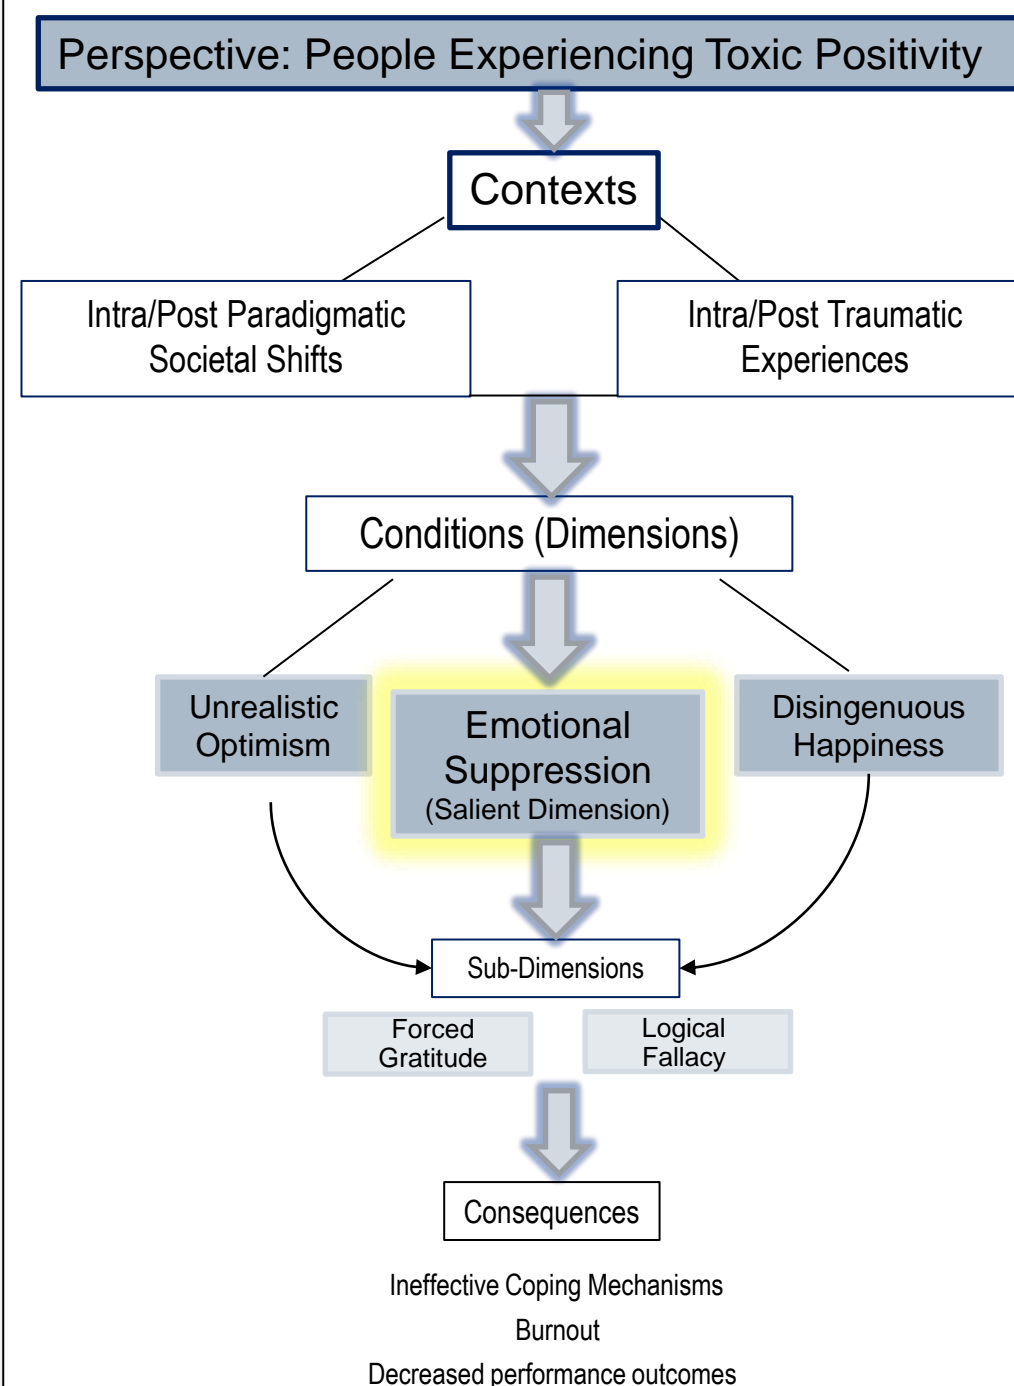 Perspective: People Experiencing Toxic Positivity
Contexts
Intra/Post Paradigmatic
Societal Shifts
Intra/Post Traumatic
Experiences
Conditions (Dimensions)
Unrealistic
Optimism
Emotional
Suppression
(Salient Dimension)
Disingenuous
Happiness
Sub-Dimensions
Forced
Gratitude
Logical
Fallacy
Consequences
Ineffective Coping Mechanisms
Burnout
Decreased performance outcomes